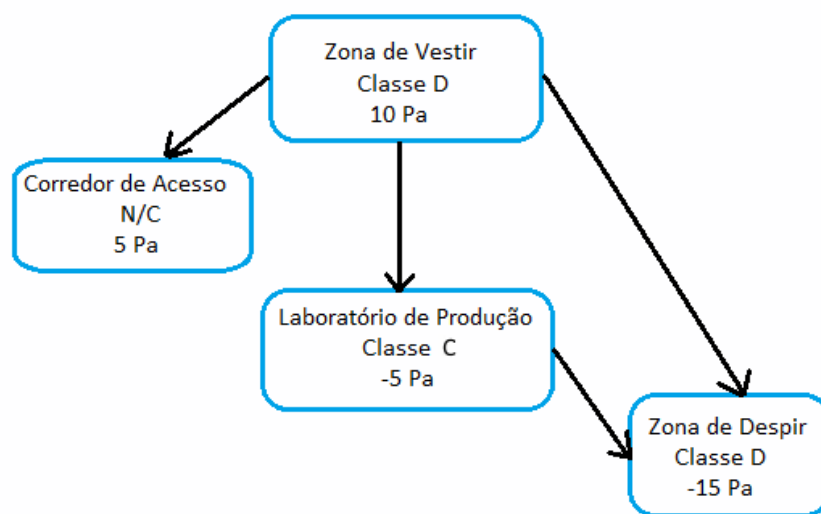 Zona de Vestir
Classe D
10 Pa
Corredor de Acesso
N/C
5 Pa
Laboratório de Produção
Classe C
-5 Pa
Zona de Despir
Classe D
-15 Pa